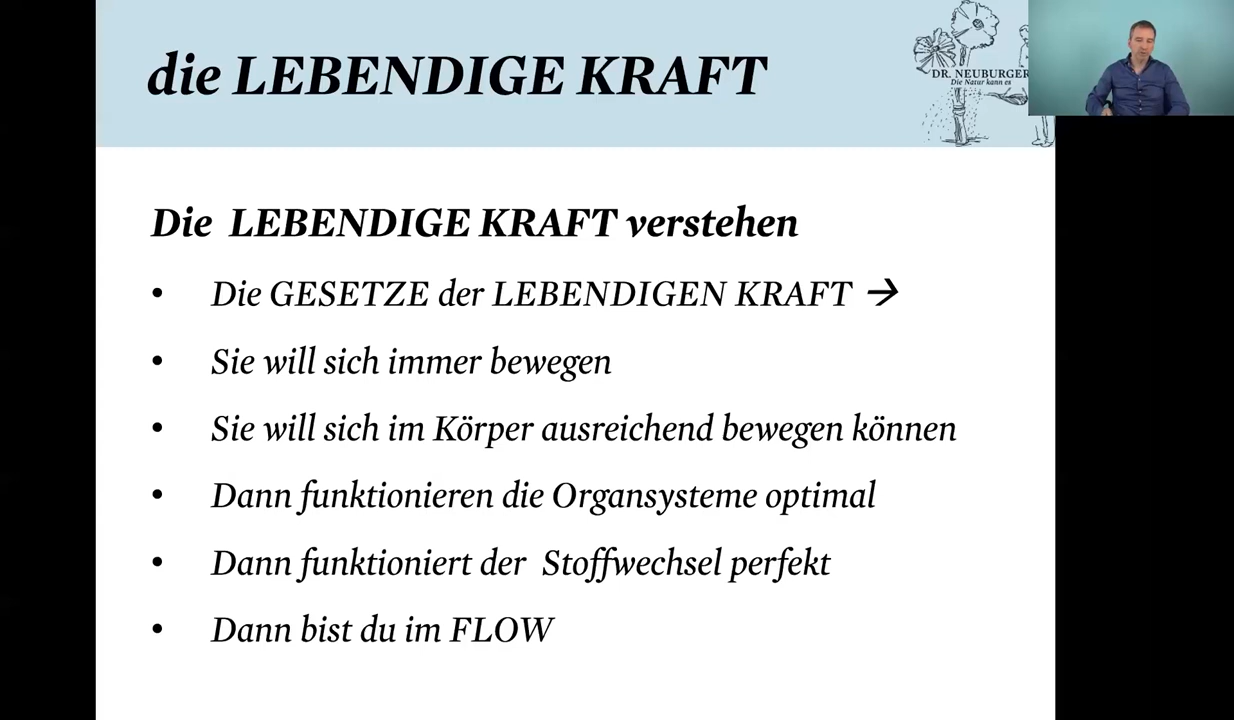 die LEBENDIGE KRAFT
DR. NEUBURGER
Die Natur kann es
Die LEBENDIGE KRAFT verstehen
• Die GESETZE der LEBENDIGEN KRAFT →
• Sie will sich immer bewegen
• Sie will sich im Körper ausreichend bewegen können
• Dann funktionieren die Organsysteme optimal
• Dann funktioniert der Stoffwechsel perfekt
• Dann bist du im FLOW